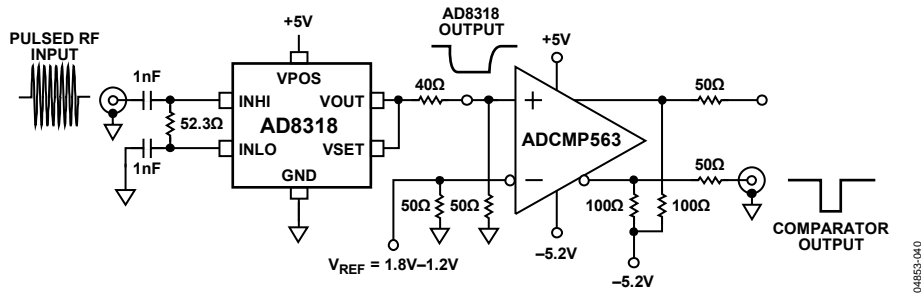 PULSED RF
INPUT
1nF
52.3Ω
1nF
+5V
VPOS
INHI
VOUT
AD8318
INLO
VSET
GND
AD8318
OUTPUT
40Ω
+5V
+
ADCMP563
–
50Ω
50Ω
VREF = 1.8V–1.2V
–5.2V
50Ω
50Ω
100Ω
100Ω
–5.2V
COMPARATOR
OUTPUT
04853-040